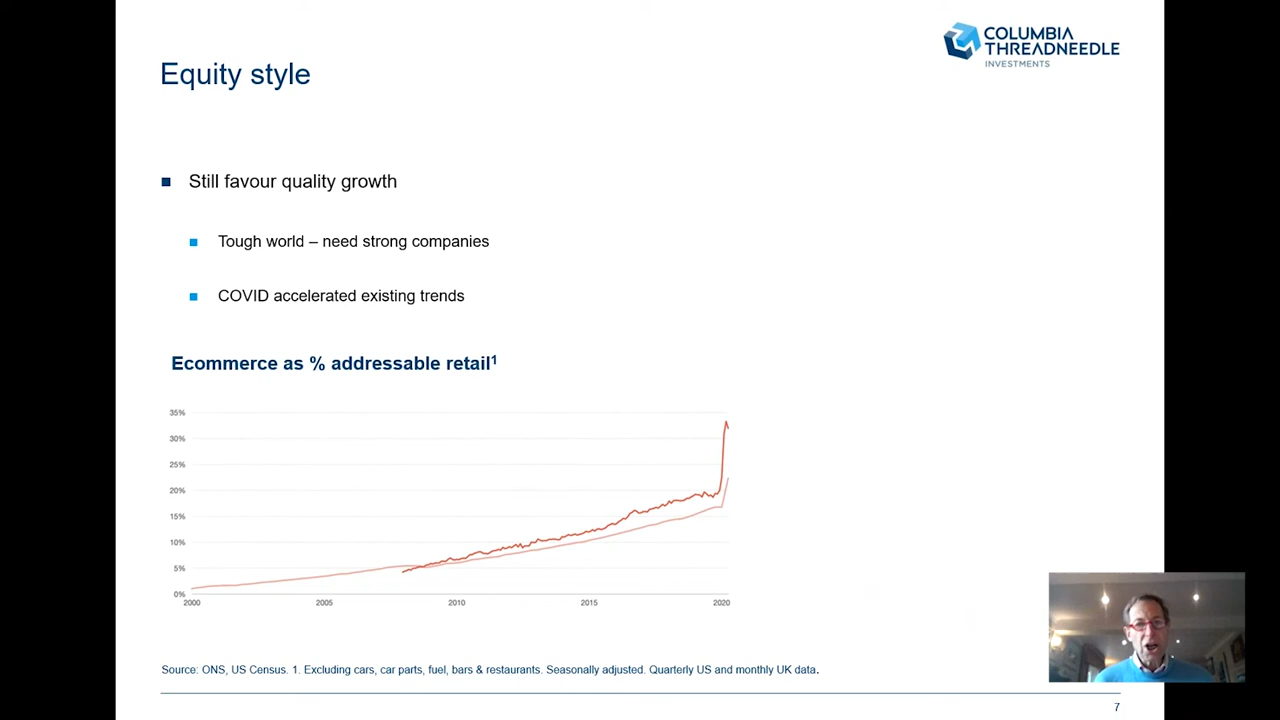 COLUMBIA
THREADNEEDLE
INVESTMENTS
Equity style
Still favour quality growth
Tough world – need strong companies
COVID accelerated existing trends
Ecommerce as % addressable retail¹
35%
30%
25%
20%
15%
10%
5%
0%
2000 2005 2010 2015 2020
Source: ONS, US Census. 1. Excluding cars, car parts, fuel, bars & restaurants. Seasonally adjusted. Quarterly US and monthly UK data.
7